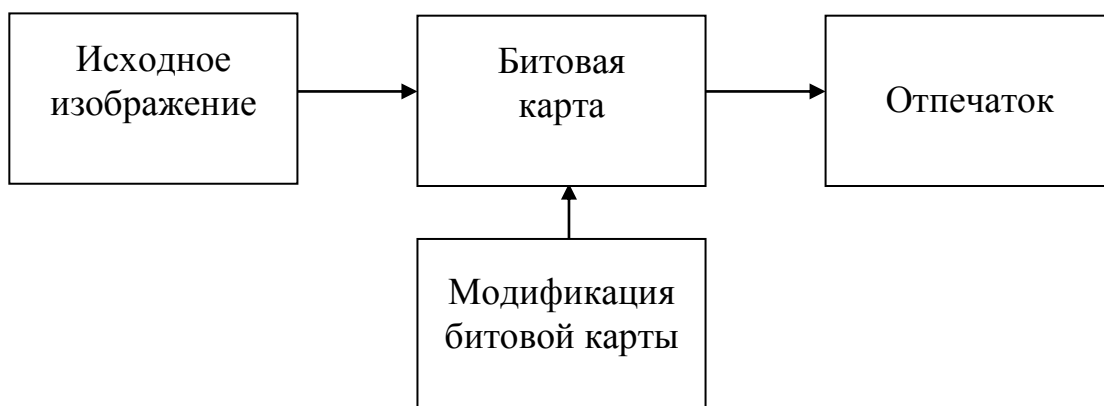 Исходное
изображение
Битовая
карта
Отпечаток
Модификация
битовой карты